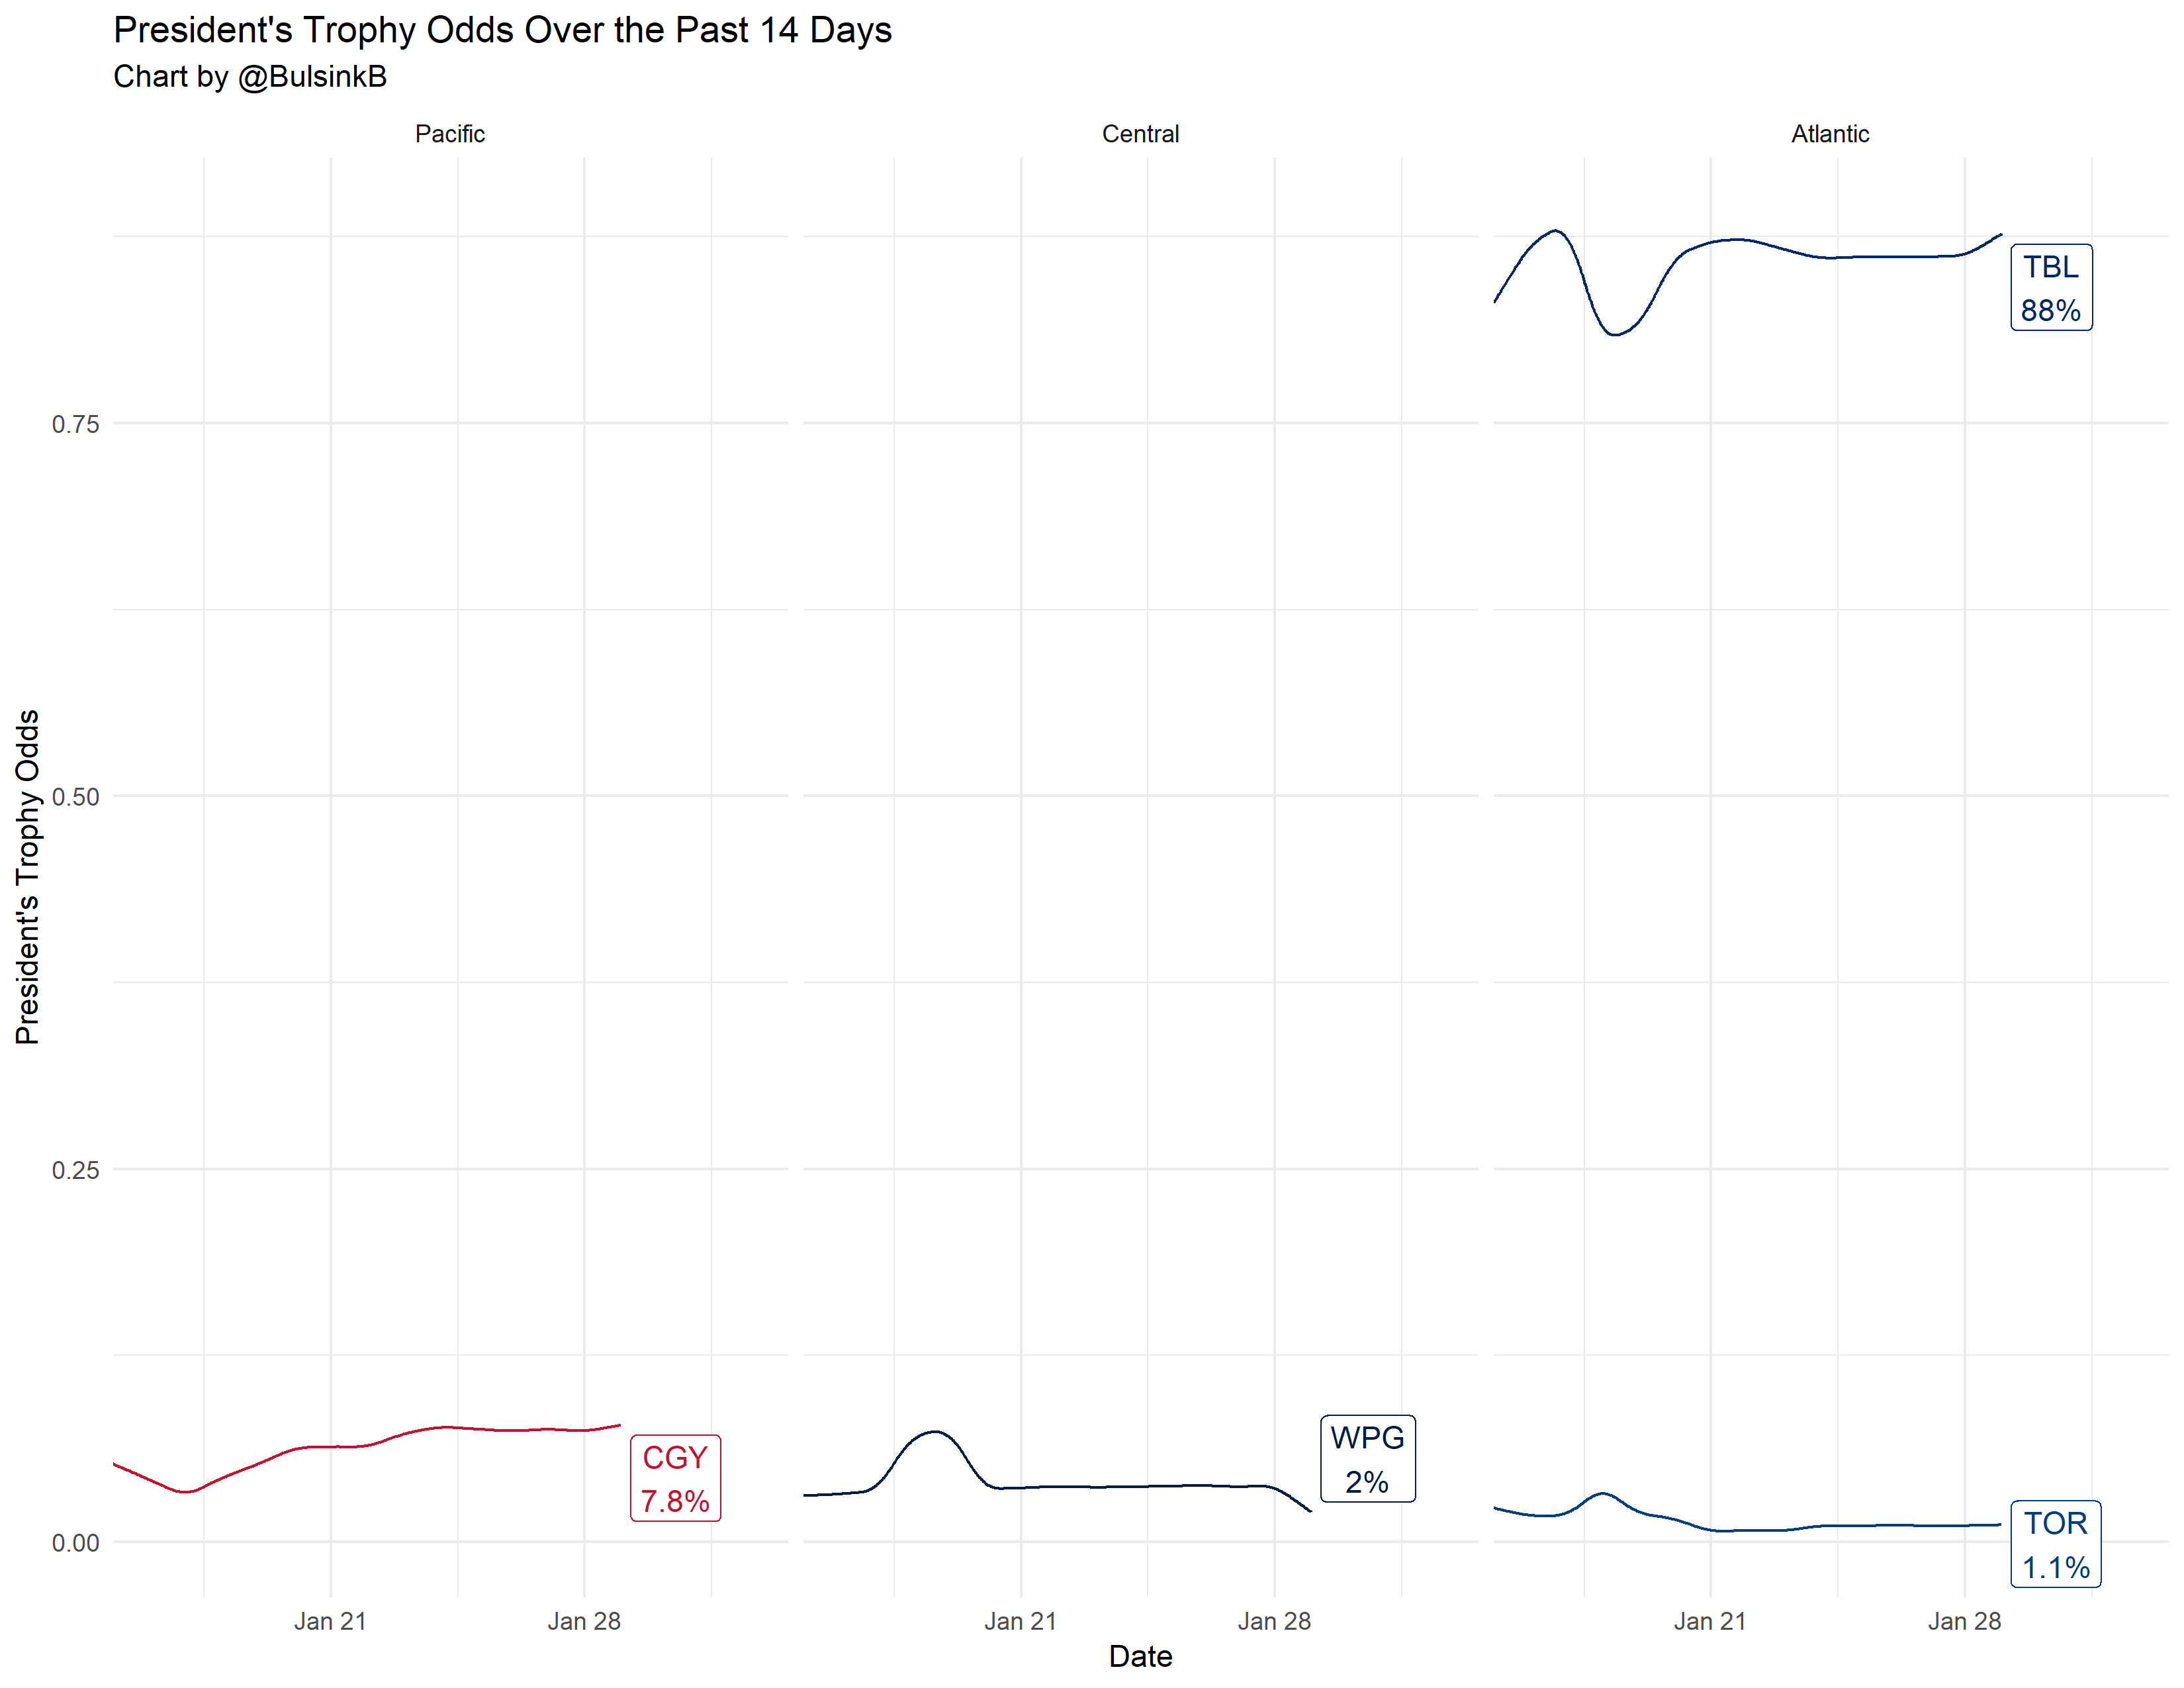 President's Trophy Odds Over the Past 14 Days
Chart by @BulsinkB
Pacific
Central
Atlantic
President's Trophy Odds
0.75
0.50
0.25
0.00
CGY
7.8%
WPG
2%
TBL
88%
TOR
1.1%
Jan 21
Jan 28
Jan 21
Jan 28
Jan 21
Jan 28
Date